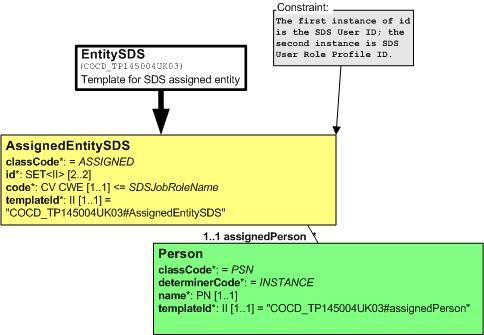 Constraint:
The first instance of id
is the SDS User ID; the
second instance is SDS
User Role Profile ID.
EntitySDS
(COCD_TP145004UK03)
Template for SDS assigned entity
AssignedEntitySDS
classCode*: = ASSIGNED
id*: SET<II> [2..2]
code*: CV CWE [1..1] <= SDSJobRoleName
templateId*: II [1..1] =
"COCD_TP145004UK03#AssignedEntitySDS"
1..1 assignedPerson *
Person
classCode*: = PSN
determinerCode*: = INSTANCE
name*: PN [1..1]
templateId*: II [1..1] = "COCD_TP145004UK03#assignedPerson"